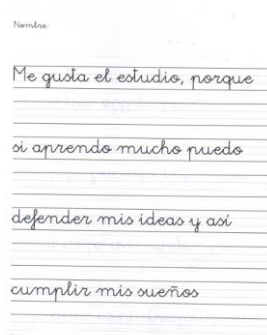 Nombre
Me gusta el estudio, porque
si aprendo mucho puedo
defender mis ideas y así
cumplir mis sueños